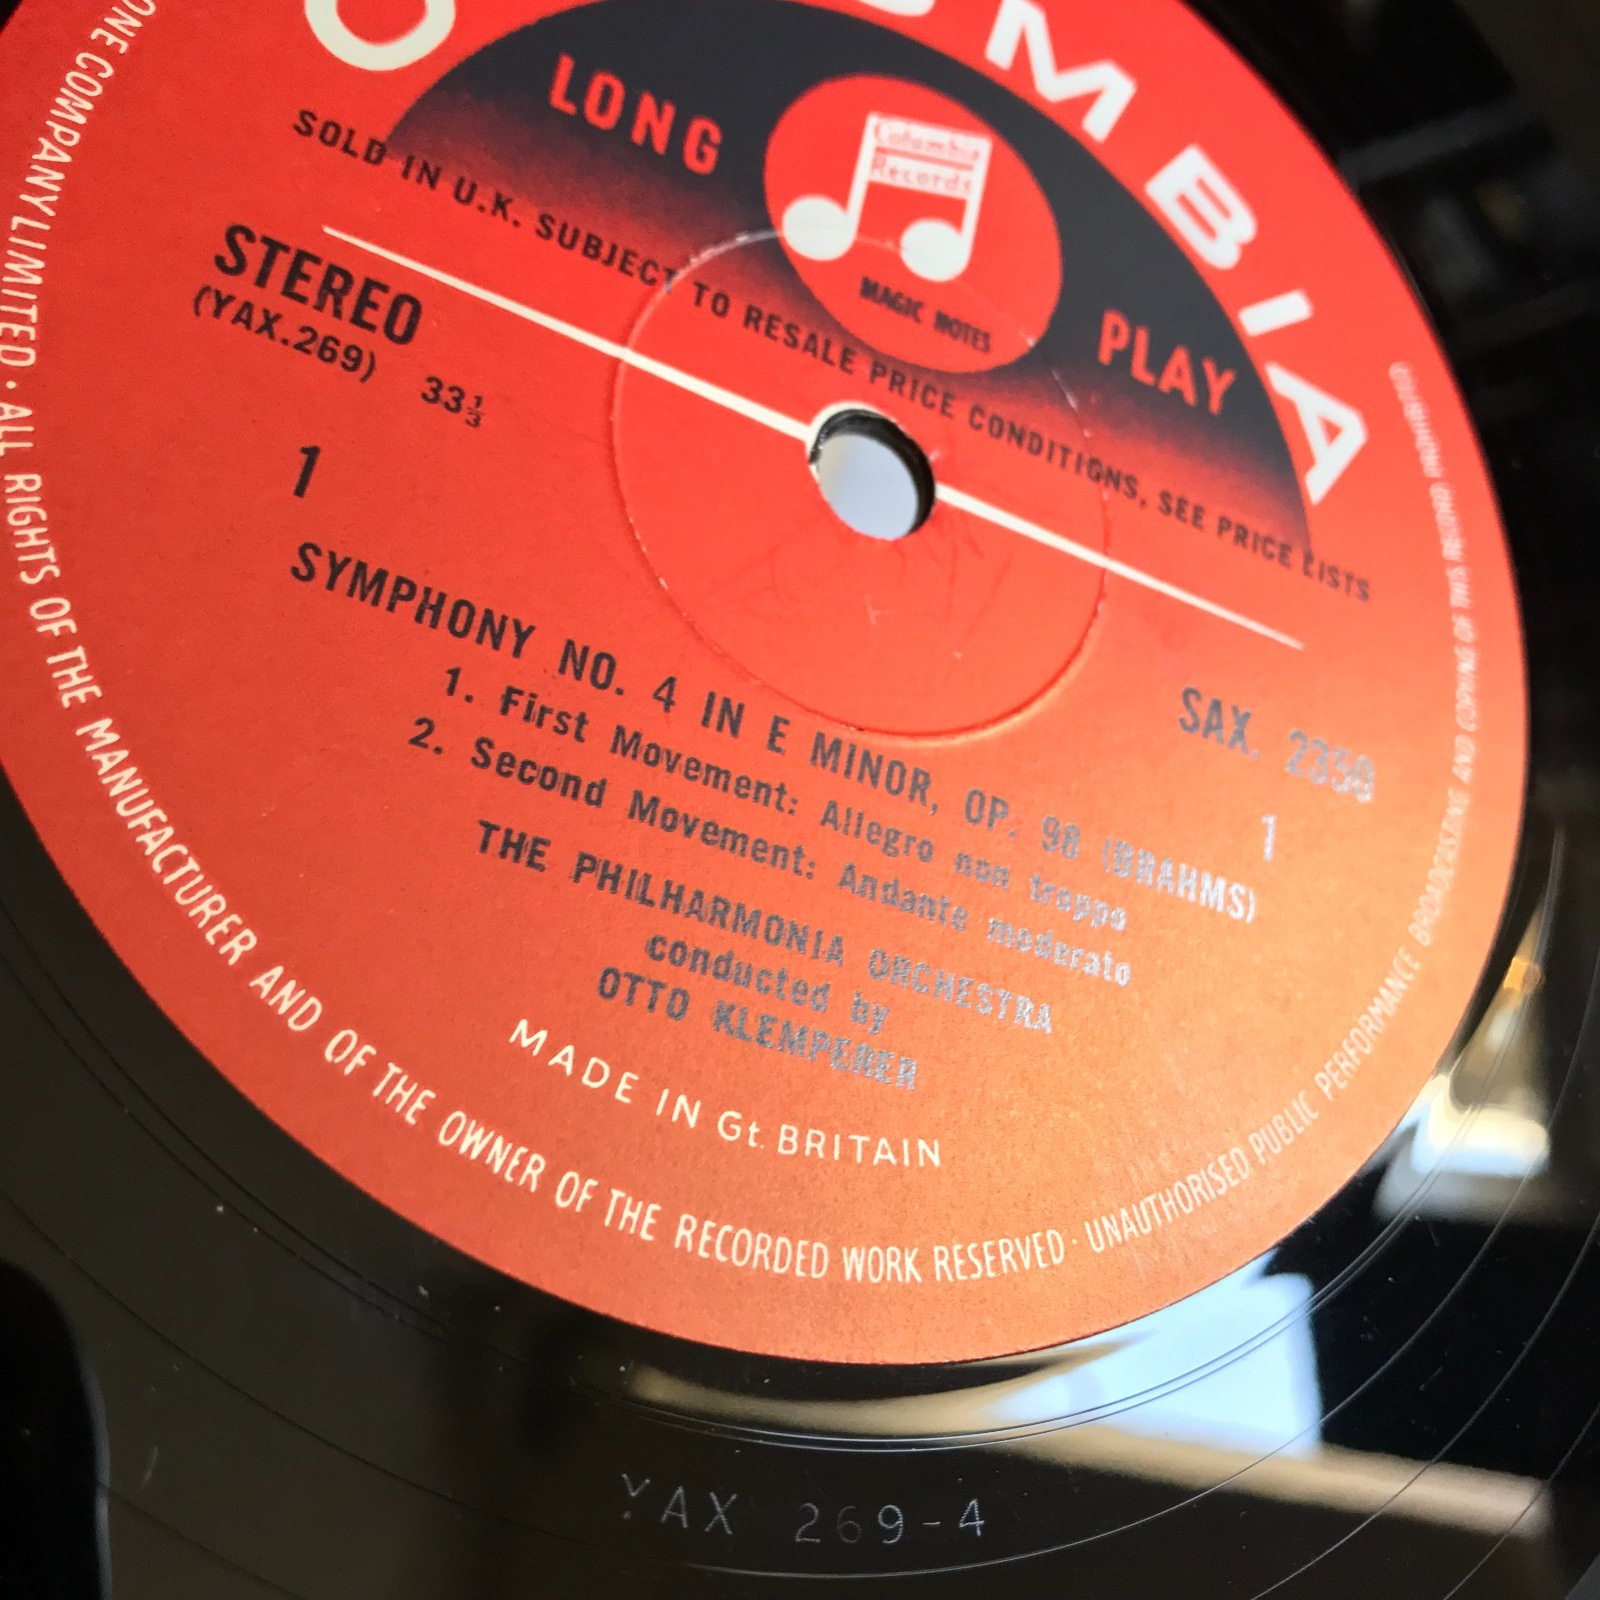 MBIA
LONG
Columbia
Records
MAGIC NOTES
PLAY
SOLD IN U.K. SUBJECT TO RESALE PRICE CONDITIONS, SEE PRICE LISTS
STEREO
(YAX.269) 33⅓
1
SAX. 2350
1
SYMPHONY NO. 4 IN E MINOR, OP. 98 (BRAHMS)
1. First Movement: Allegro non troppo
2. Second Movement: Andante moderato
THE PHILHARMONIA ORCHESTRA
conducted by
OTTO KLEMPERER
MADE IN Gt. BRITAIN
ONE COMPANY LIMITED · ALL RIGHTS OF THE MANUFACTURER AND OF THE OWNER OF THE RECORDED WORK RESERVED · UNAUTHORISED PUBLIC PERFORMANCE BROADCASTING AND COPYING OF THIS RECORD PROHIBITED
YAX 269-4